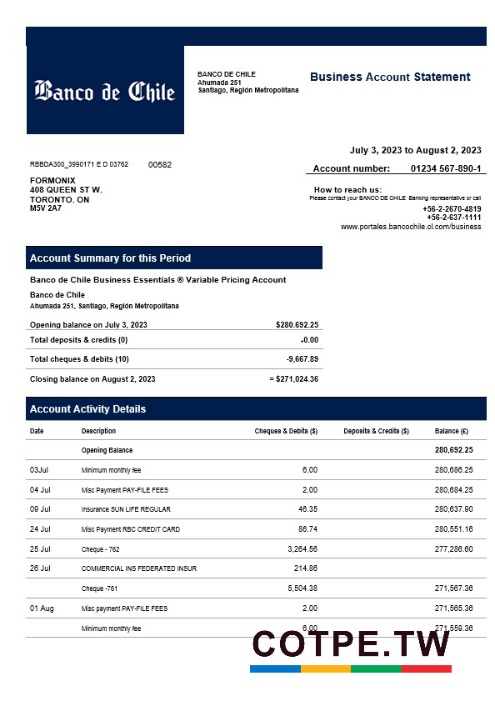 Banco de Chile
BANCO DE CHILE
Ahumada 251
Santiago, Región Metropolitana
Business Account Statement
July 3, 2023 to August 2, 2023
RBBDA300_3990171 E D 03762 00582
Account number: 01234 567-890-1
FORMONIX
408 QUEEN ST W.
TORONTO. ON
M5V 2A7
How to reach us:
Please contact your BANCO DE CHILE Banking representative or call
+56-2-2670-4819
+56-2-637-1111
www.portales.bancochile.cl.com/business
Account Summary for this Period
Banco de Chile Business Essentials ® Variable Pricing Account
Banco de Chile
Ahumada 251, Santiago, Región Metropolitana
Opening balance on July 3, 2023 $280.692.25
Total deposits & credits (0) -0.00
Total cheques & debits (10) -9,667.89
Closing balance on August 2, 2023 = $271,024.36
Account Activity Details
Date Description Cheques & Debits ($) Deposits & Credits ($) Balance (£)
Opening Balance 280,692.25
03Jul Minimum monthly fee 6.00 280,686.25
04 Jul Misc Payment PAY-FILE FEES 2.00 280,684.25
09 Jul Insurance SUN LIFE REGULAR 46.35 280,637.90
24 Jul Misc Payment RBC CREDIT CARD 86.74 280,551.16
25 Jul Cheque - 762 3,264.56 277,286.60
26 Jul COMMERCIAL INS FEDERATED INSUR 214.86
Cheque -761 5,504.38 271,567.36
01 Aug Misc payment PAY-FILE FEES 2.00 271,565.36
Minimum monthly fee 6.00 271,559.36
COTPE.TW